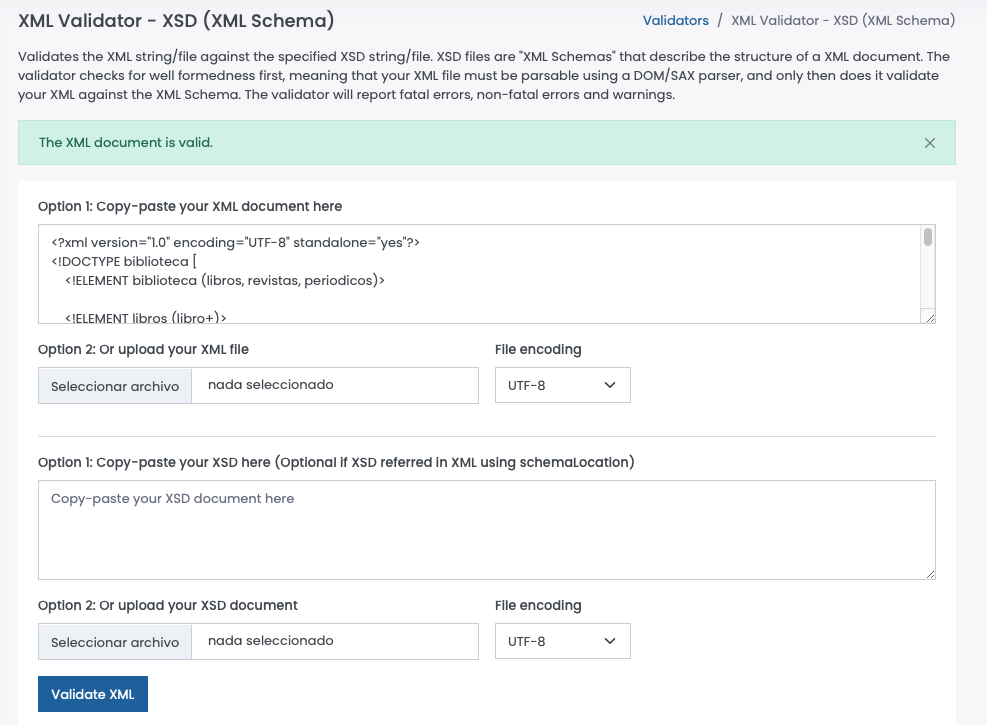 XML Validator - XSD (XML Schema)
Validators / XML Validator - XSD (XML Schema)
Validates the XML string/file against the specified XSD string/file. XSD files are "XML Schemas" that describe the structure of a XML document. The
validator checks for well formedness first, meaning that your XML file must be parsable using a DOM/SAX parser, and only then does it validate
your XML against the XML Schema. The validator will report fatal errors, non-fatal errors and warnings.
The XML document is valid.
Option 1: Copy-paste your XML document here
<?xml version="1.0" encoding="UTF-8" standalone="yes"?>
<!DOCTYPE biblioteca [
<!ELEMENT biblioteca (libros, revistas, periodicos)>
<!ELEMENT libros (libro+)>
Option 2: Or upload your XML file
File encoding
Seleccionar archivo nada seleccionado
UTF-8
Option 1: Copy-paste your XSD here (Optional if XSD referred in XML using schemaLocation)
Copy-paste your XSD document here
Option 2: Or upload your XSD document
File encoding
Seleccionar archivo nada seleccionado
UTF-8
Validate XML